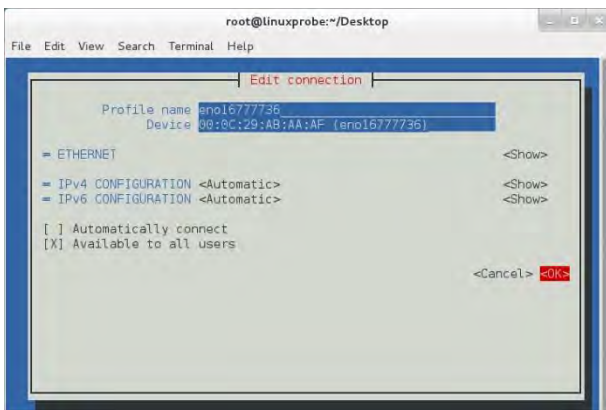 root@linuxprobe:~/Desktop
File Edit View Search Terminal Help
Edit connection
Profile name eno16777736
Device 00:0C:29:AB:AA:AF (eno16777736)
= ETHERNET <Show>
= IPv4 CONFIGURATION <Automatic> <Show>
= IPv6 CONFIGURATION <Automatic> <Show>
[ ] Automatically connect
[X] Available to all users
<Cancel> <OK>